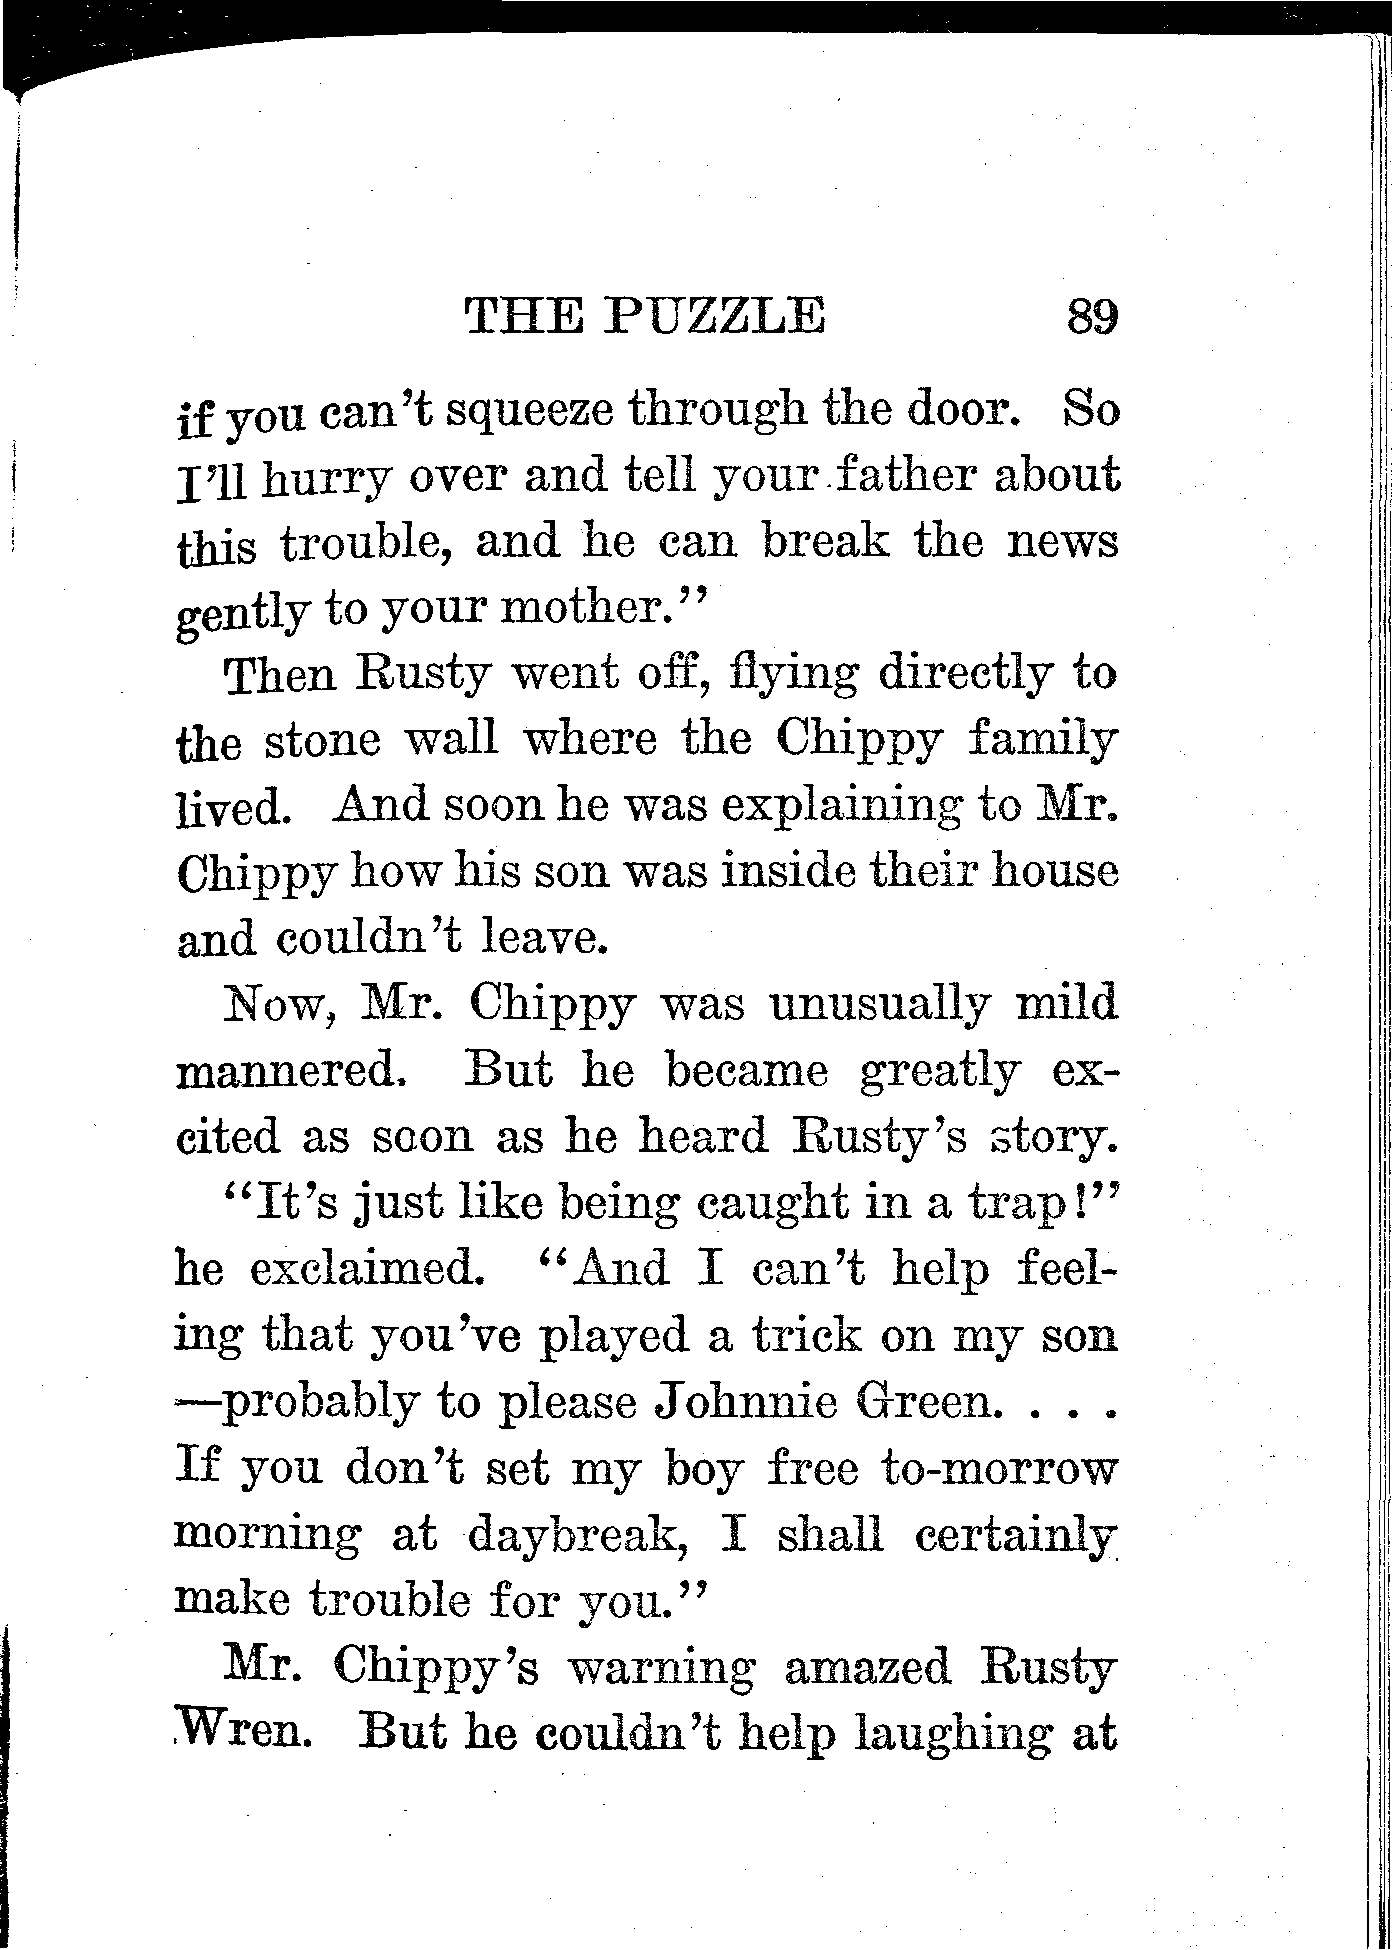 THE PUZZLE 89
if you can't squeeze through the door. So
I'll hurry over and tell your father about
this trouble, and he can break the news
gently to your mother."
Then Rusty went off, flying directly to
the stone wall where the Chippy family
lived. And soon he was explaining to Mr.
Chippy how his son was inside their house
and couldn't leave.
Now, Mr. Chippy was unusually mild
mannered. But he became greatly ex-
cited as soon as he heard Rusty's story.
"It's just like being caught in a trap!"
he exclaimed. "And I can't help feel-
ing that you've played a trick on my son
—probably to please Johnnie Green. . . .
If you don't set my boy free to-morrow
morning at daybreak, I shall certainly
make trouble for you."
Mr. Chippy's warning amazed Rusty
Wren. But he couldn't help laughing at